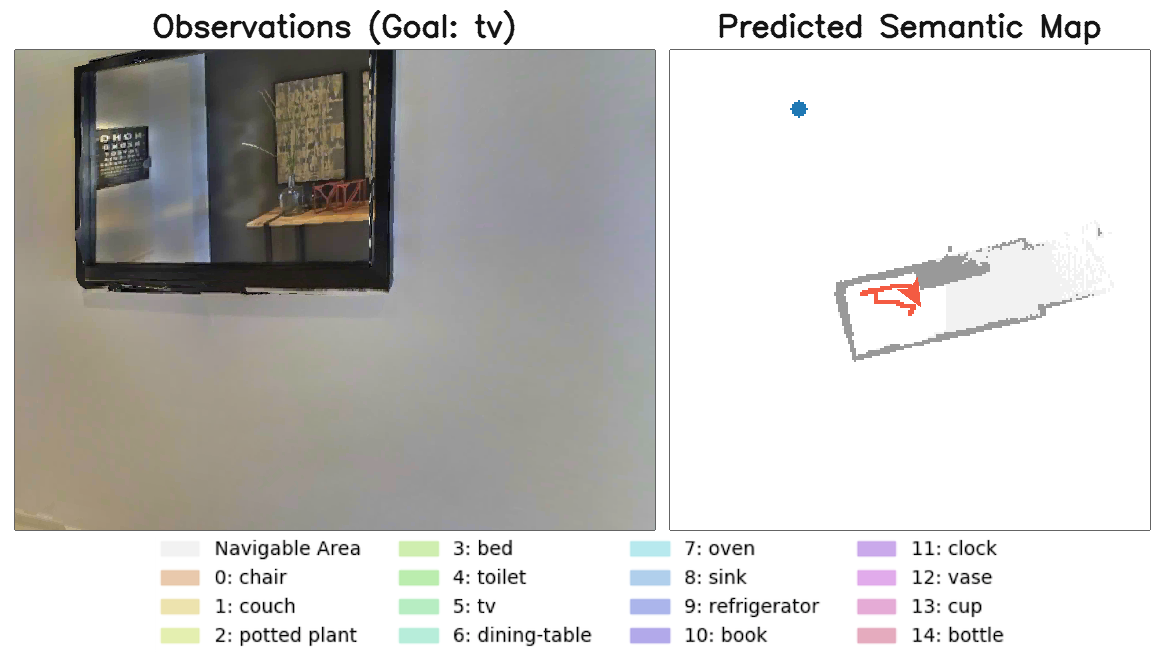 Observations (Goal: tv)
Predicted Semantic Map
Navigable Area
0: chair
1: couch
2: potted plant
3: bed
4: toilet
5: tv
6: dining-table
7: oven
8: sink
9: refrigerator
10: book
11: clock
12: vase
13: cup
14: bottle